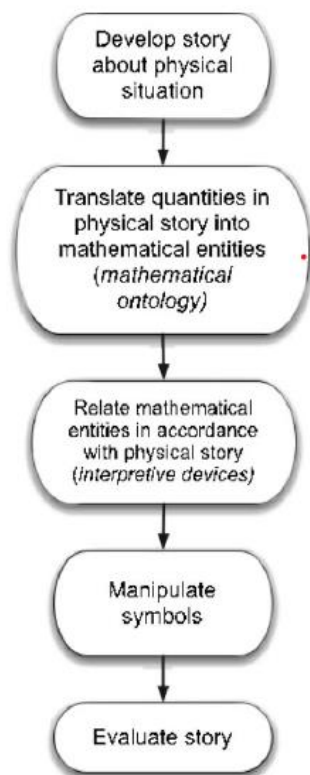 Develop story
about physical
situation
Translate quantities in
physical story into
mathematical entities
(mathematical
ontology)
Relate mathematical
entities in accordance
with physical story
(interpretive devices)
Manipulate
symbols
Evaluate story